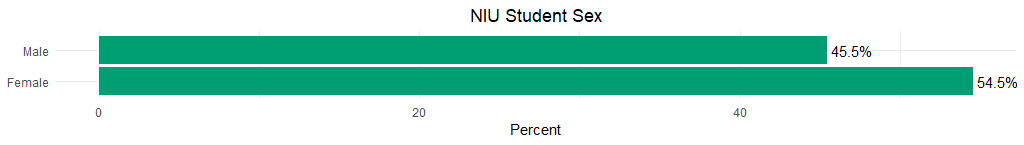 NIU Student Sex
Male 45.5%
Female 54.5%
0 20 40
Percent